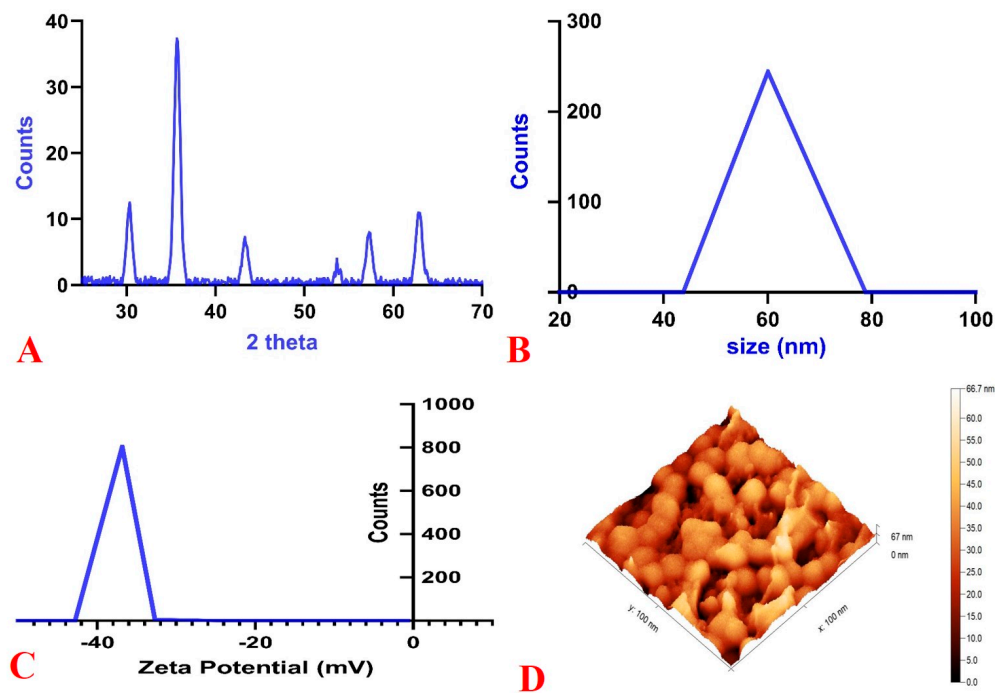 40
30
20
10
0
Counts
30
40
50
60
70
2 theta
A
300
200
100
0
Counts
20
40
60
80
100
size (nm)
B
1000
800
600
400
200
Counts
-40
-20
0
Zeta Potential (mV)
C
66.7 nm
60.0
55.0
50.0
45.0
40.0
35.0
30.0
25.0
20.0
15.0
10.0
5.0
0.0
67 nm
0 nm
y: 100 nm
x: 100 nm
D